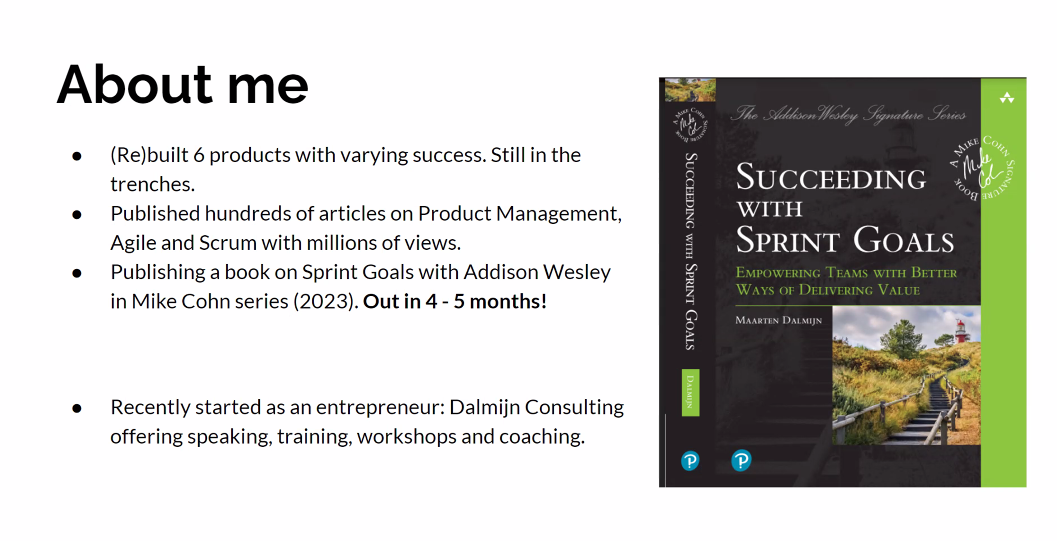 About me
● (Re)built 6 products with varying success. Still in the
trenches.
● Published hundreds of articles on Product Management,
Agile and Scrum with millions of views.
● Publishing a book on Sprint Goals with Addison Wesley
in Mike Cohn series (2023). Out in 4 - 5 months!
● Recently started as an entrepreneur: Dalmijn Consulting
offering speaking, training, workshops and coaching.
A MIKE COHN SIGNATURE BOOK
Mike Coh
SUCCEEDING WITH SPRINT GOALS
DALMIJN
P
The Addison Wesley Signature Series
A MIKE COHN SIGNATURE BOOK
Mike Coh
SUCCEEDING
WITH
SPRINT GOALS
EMPOWERING TEAMS WITH BETTER
WAYS OF DELIVERING VALUE
MAARTEN DALMIJN
P